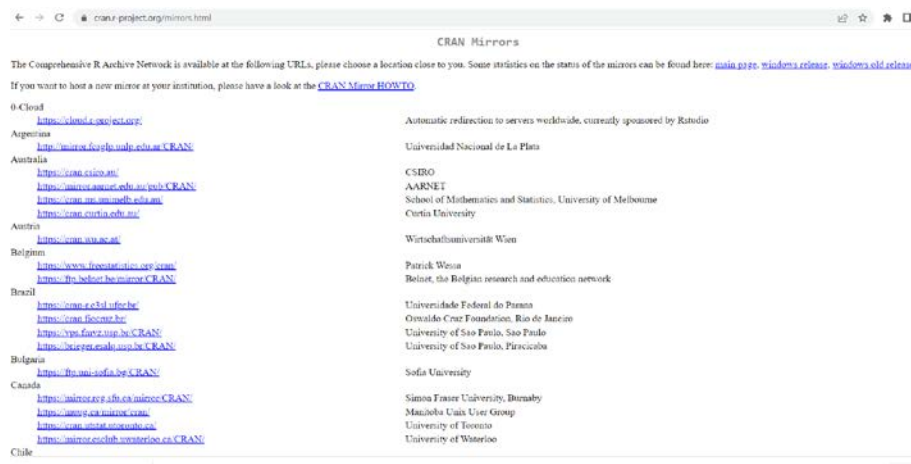 cran.r-project.org/mirrors.html
CRAN Mirrors
The Comprehensive R Archive Network is available at the following URLs, please choose a location close to you. Some statistics on the status of the mirrors can be found here: main page, windows release, windows old release
If you want to host a new mirror at your institution, please have a look at the CRAN Mirror HOWTO.
0-Cloud
https://cloud.r-project.org/ Automatic redirection to servers worldwide, currently sponsored by Rstudio
Argentina
http://mirror.fcaglp.unlp.edu.ar/CRAN/ Universidad Nacional de La Plata
Australia
https://cran.csiro.au/ CSIRO
https://mirror.aarnet.edu.au/pub/CRAN/ AARNET
https://cran.ms.unimelb.edu.au/ School of Mathematics and Statistics, University of Melbourne
https://cran.curtin.edu.au/ Curtin University
Austria
https://cran.wu.ac.at/ Wirtschaftsuniversität Wien
Belgium
https://www.freestatistics.org/cran/ Patrick Wessa
https://ftp.belnet.be/mirror/CRAN/ Belnet, the Belgian research and education network
Brazil
https://cran-r.c3sl.ufpr.br/ Universidade Federal do Parana
https://cran.fiocruz.br/ Oswaldo Cruz Foundation, Rio de Janeiro
https://vps.fmvz.usp.br/CRAN/ University of Sao Paulo, Sao Paulo
https://brieger.esalq.usp.br/CRAN/ University of Sao Paulo, Piracicaba
Bulgaria
https://ftp.uni-sofia.bg/CRAN/ Sofia University
Canada
https://mirror.rcg.sfu.ca/mirror/CRAN/ Simon Fraser University, Burnaby
https://muug.ca/mirror/cran/ Manitoba Unix User Group
https://cran.utstat.utoronto.ca/ University of Toronto
https://mirror.csclub.uwaterloo.ca/CRAN/ University of Waterloo
Chile